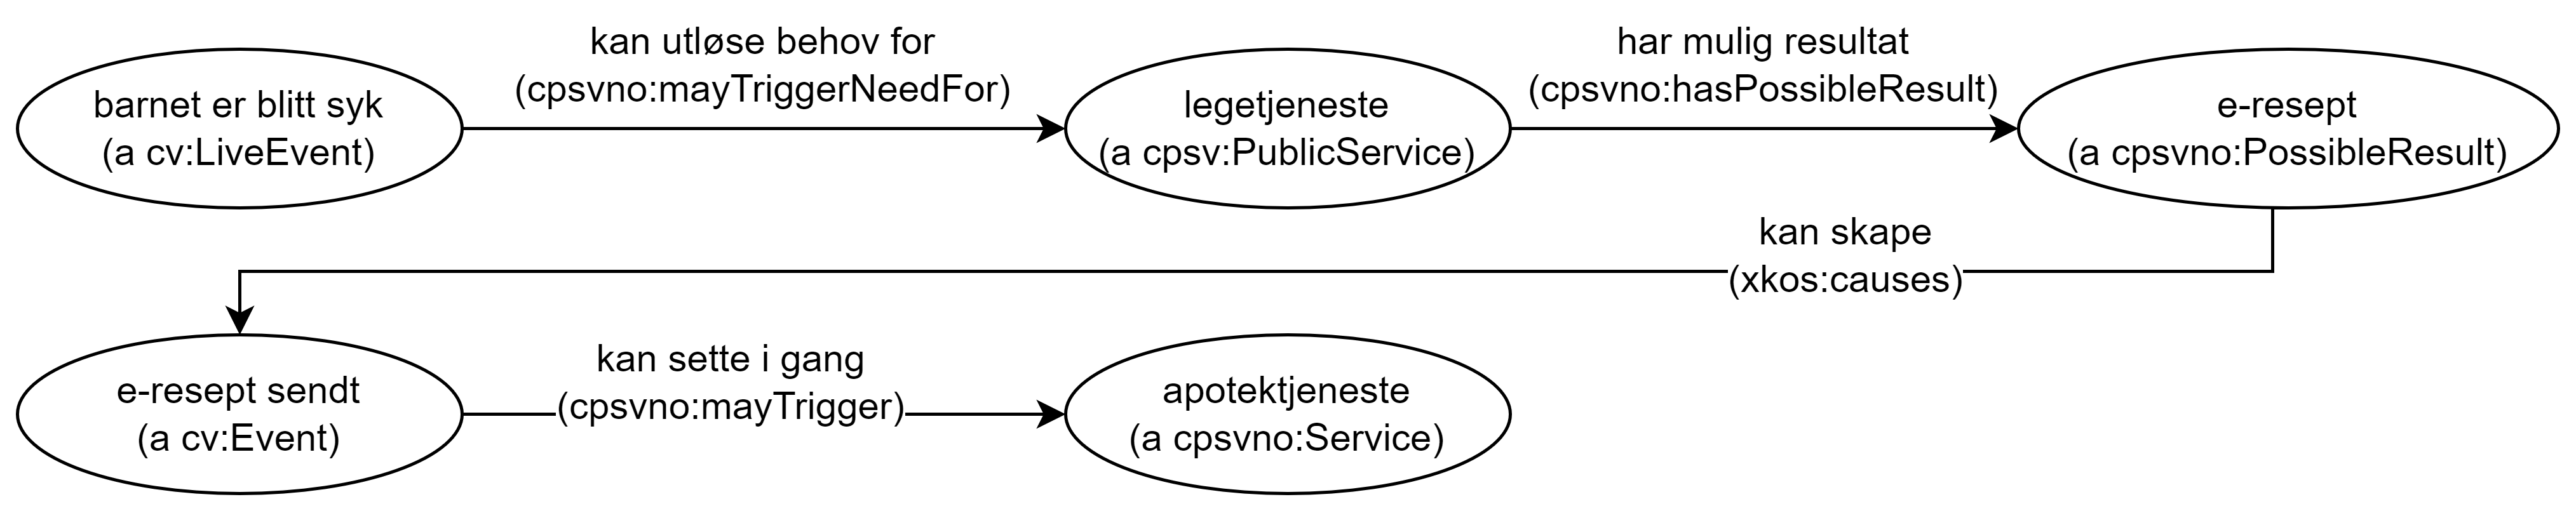 barnet er blitt syk
(a cv:LiveEvent)
kan utløse behov for
(cpsvno:mayTriggerNeedFor)
legetjeneste
(a cpsv:PublicService)
har mulig resultat
(cpsvno:hasPossibleResult)
e-resept
(a cpsvno:PossibleResult)
kan skape
(xkos:causes)
e-resept sendt
(a cv:Event)
kan sette i gang
(cpsvno:mayTrigger)
apotektjeneste
(a cpsvno:Service)